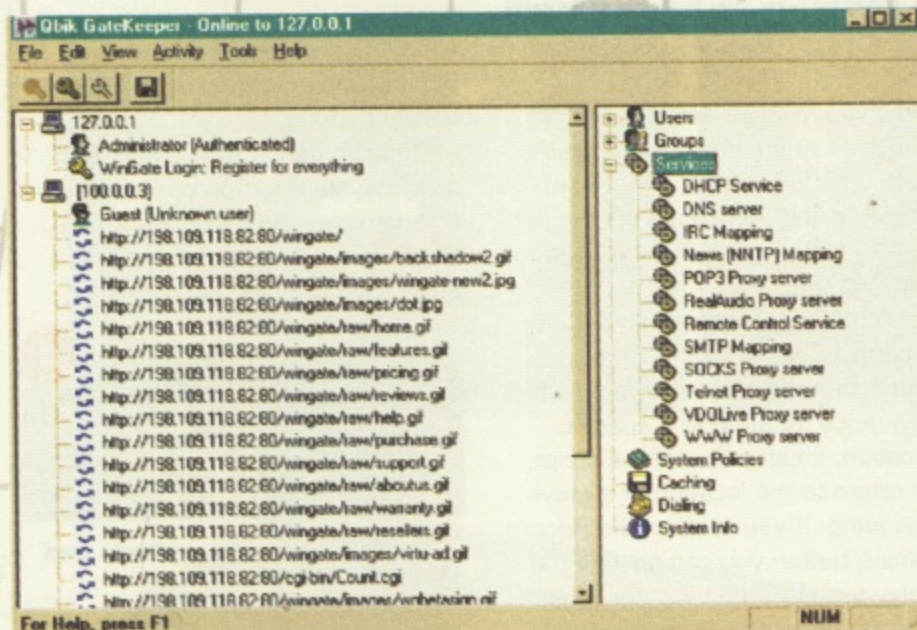 Qbik GateKeeper - Online to 127.0.0.1
File Edit View Activity Tools Help
127.0.0.1
Administrator (Authenticated)
WinGate Login: Register for everything
[100.0.0.3]
Guest (Unknown user)
http://198.109.118.82:80/wingate/'
http://198.109.118.82:80/wingate/images/backshadow2.gif
http://198.109.118.82:80/wingate/images/wingate-new2.jpg
http://198.109.118.82:80/wingate/images/dot.jpg
http://198.109.118.82:80/wingate/raw/home.gif
http://198.109.118.82:80/wingate/raw/features.gif
http://198.109.118.82:80/wingate/raw/pricing.gif
http://198.109.118.82:80/wingate/raw/reviews.gif
http://198.109.118.82:80/wingate/raw/help.gif
http://198.109.118.82:80/wingate/raw/purchase.gif
http://198.109.118.82:80/wingate/raw/support.gif
http://198.109.118.82:80/wingate/raw/aboutus.gif
http://198.109.118.82:80/wingate/raw/warranty.gif
http://198.109.118.82:80/wingate/raw/resellers.gif
http://198.109.118.82:80/wingate/images/virtu-ad.gif
http://198.109.118.82:80/cgi-bin/Count.cgi
Users
Groups
Services
DHCP Service
DNS server
IRC Mapping
News (NNTP) Mapping
POP3 Proxy server
RealAudio Proxy server
Remote Control Service
SMTP Mapping
SOCKS Proxy server
Telnet Proxy server
VDOLive Proxy server
WWW Proxy server
System Policies
Caching
Dialing
System Info
For Help, press F1
NUM